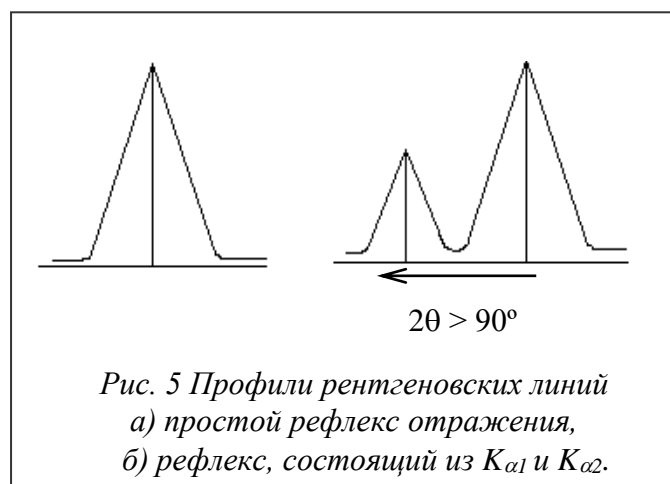 2θ > 90º
Рис. 5 Профили рентгеновских линий
а) простой рефлекс отражения,
б) рефлекс, состоящий из Kα1 и Kα2.